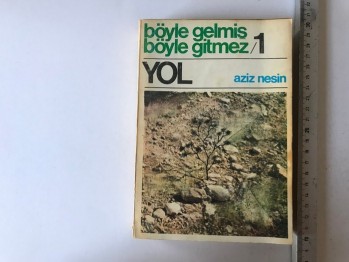 böyle gelmiş
böyle gitmez/1
YOL
aziz nesin